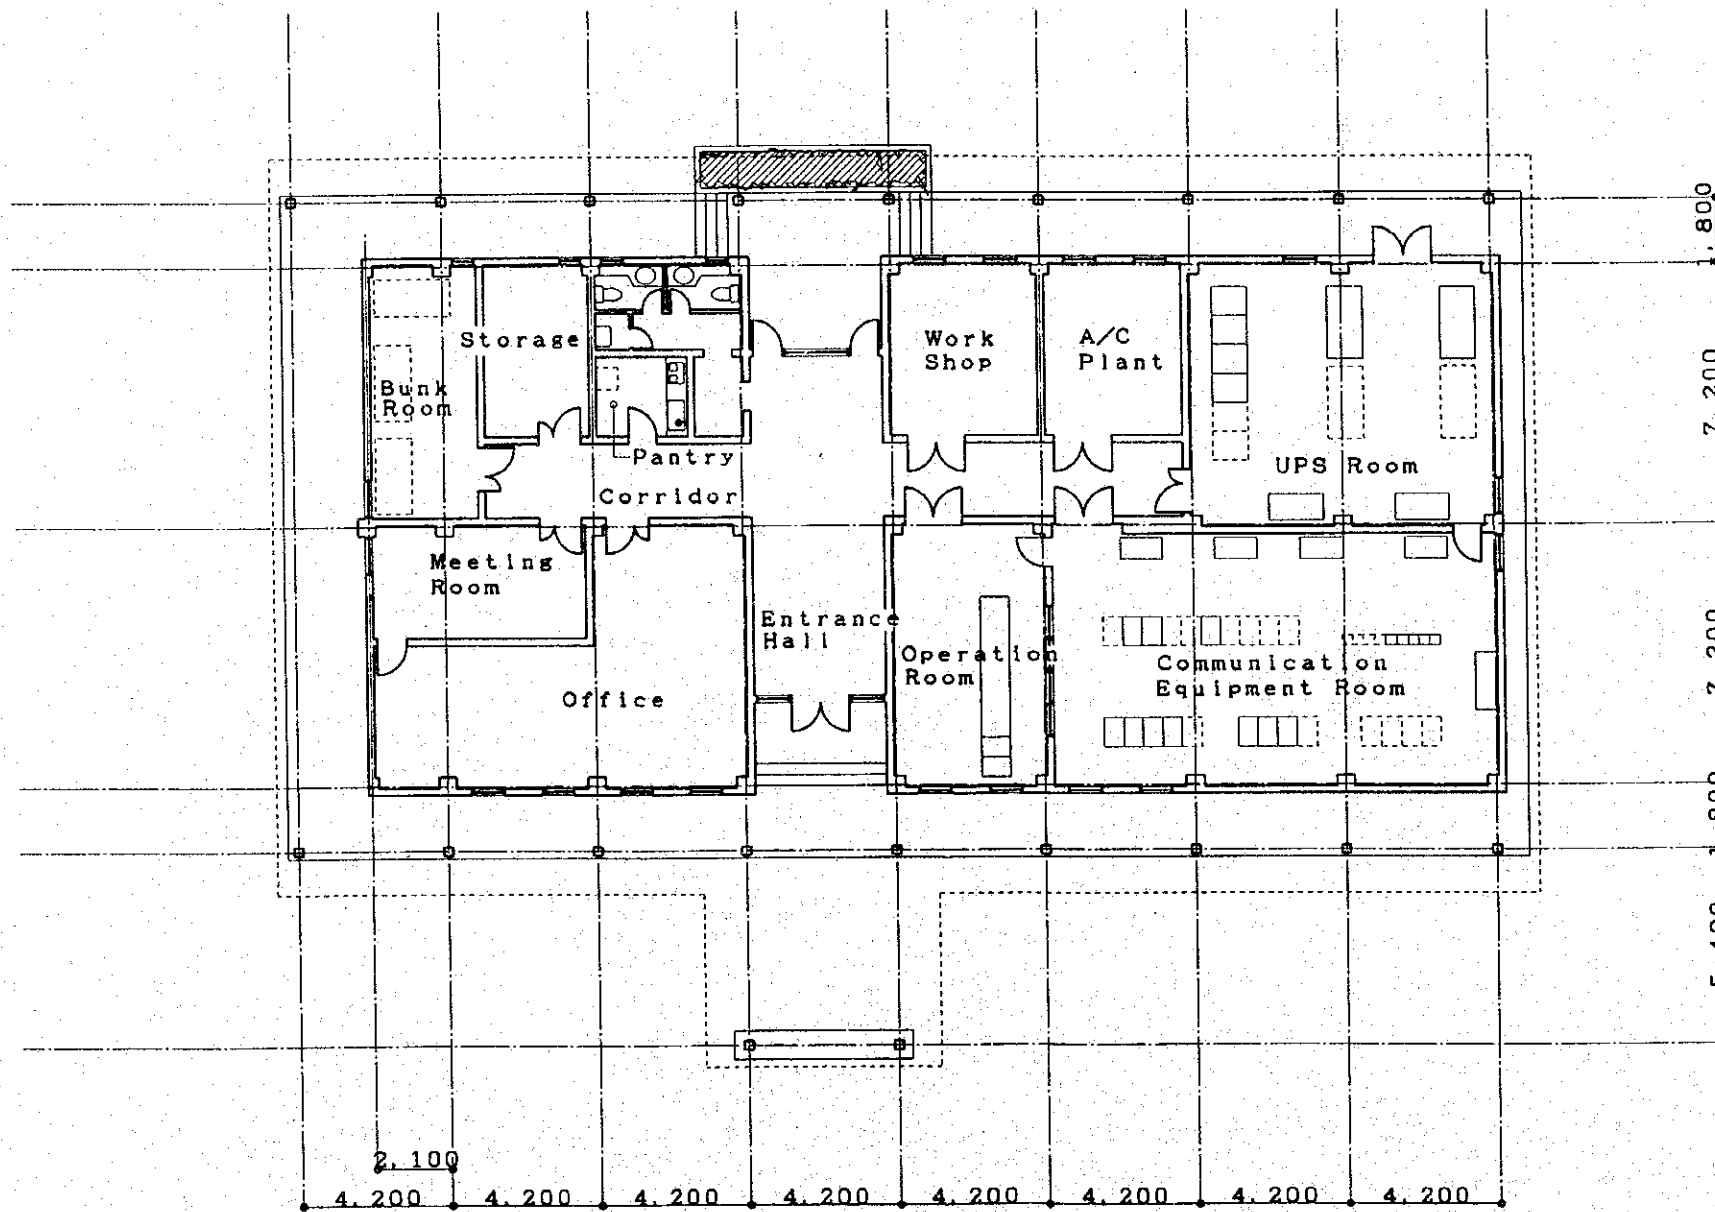 1,800
Storage
Work
Shop
A/C
Plant
7,200
Bunk
Room
Pantry
UPS Room
Corridor
Meeting
Room
Entrance
Hall
Operation
Room
Communication
Equipment Room
Office
2,100
4,200 4,200 4,200 4,200 4,200 4,200 4,200 4,200